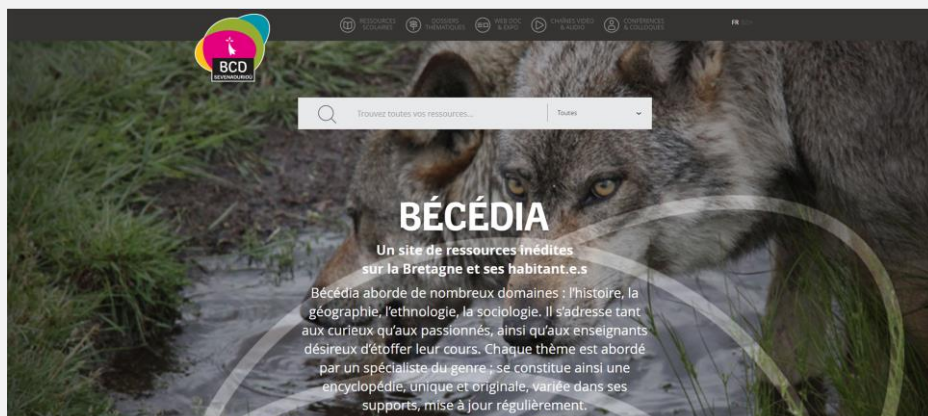 RESSOURCES
SCOLAIRES
DOSSIERS
THÉMATIQUES
WEB DOC
& EXPO
CHAÎNES VIDÉO
& AUDIO
CONFÉRENCES
& COLLOQUES
FR BZH
BCD
SEVENADURIOÙ
Trouvez toutes vos ressources...
Toutes
BÉCÉDIA
Un site de ressources inédites
sur la Bretagne et ses habitant.e.s
Bécédia aborde de nombreux domaines : l'histoire, la
géographie, l'ethnologie, la sociologie. Il s'adresse tant
aux curieux qu'aux passionnés, ainsi qu'aux enseignants
désireux d'étoffer leur cours. Chaque thème est abordé
par un spécialiste du genre ; se constitue ainsi une
encyclopédie, unique et originale, variée dans ses
supports, mise à jour régulièrement.